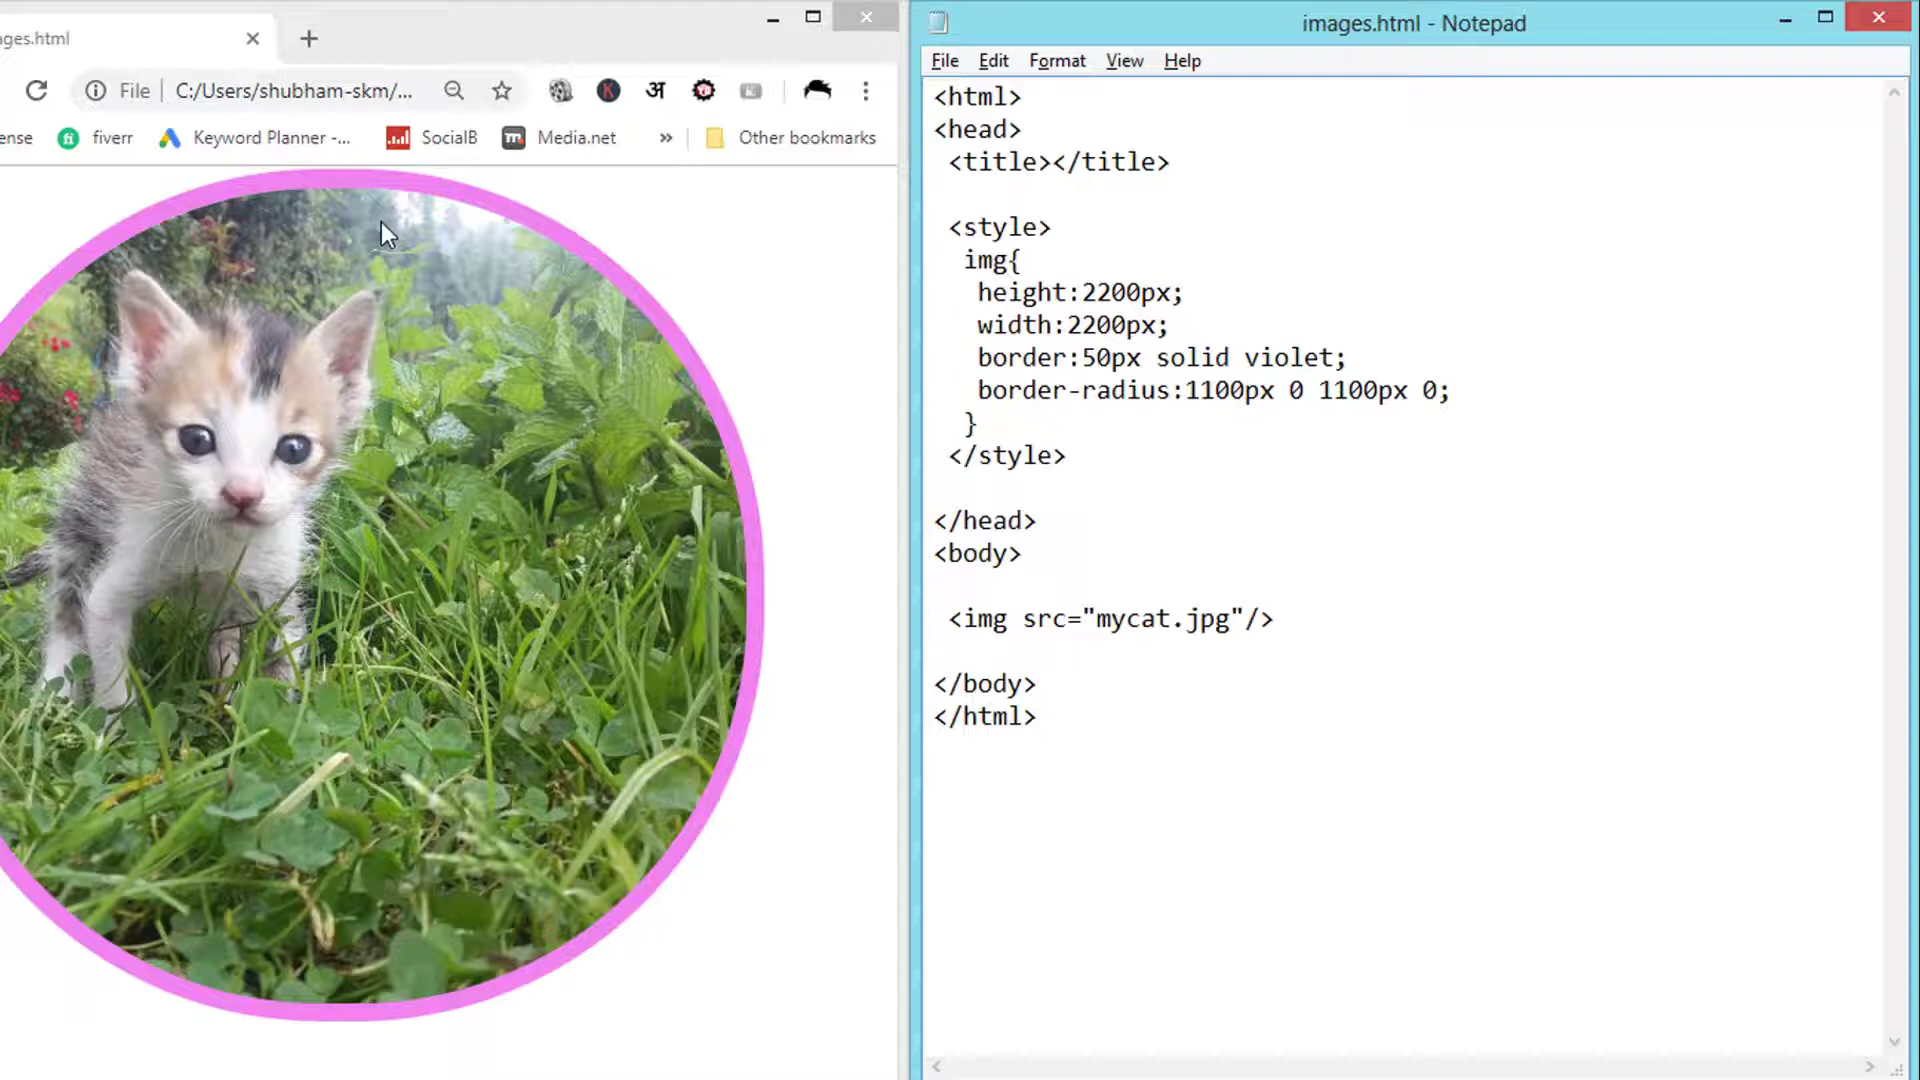 ages.html
images.html - Notepad
File C:/Users/shubham-skm/... K अ
File Edit Format View Help
ense fiverr Keyword Planner -... SocialB m Media.net » Other bookmarks
<html>
<head>
<title></title>
<style>
img{
height:2200px;
width:2200px;
border:50px solid violet;
border-radius:1100px 0 1100px 0;
}
</style>
</head>
<body>
<img src="mycat.jpg"/>
</body>
</html>